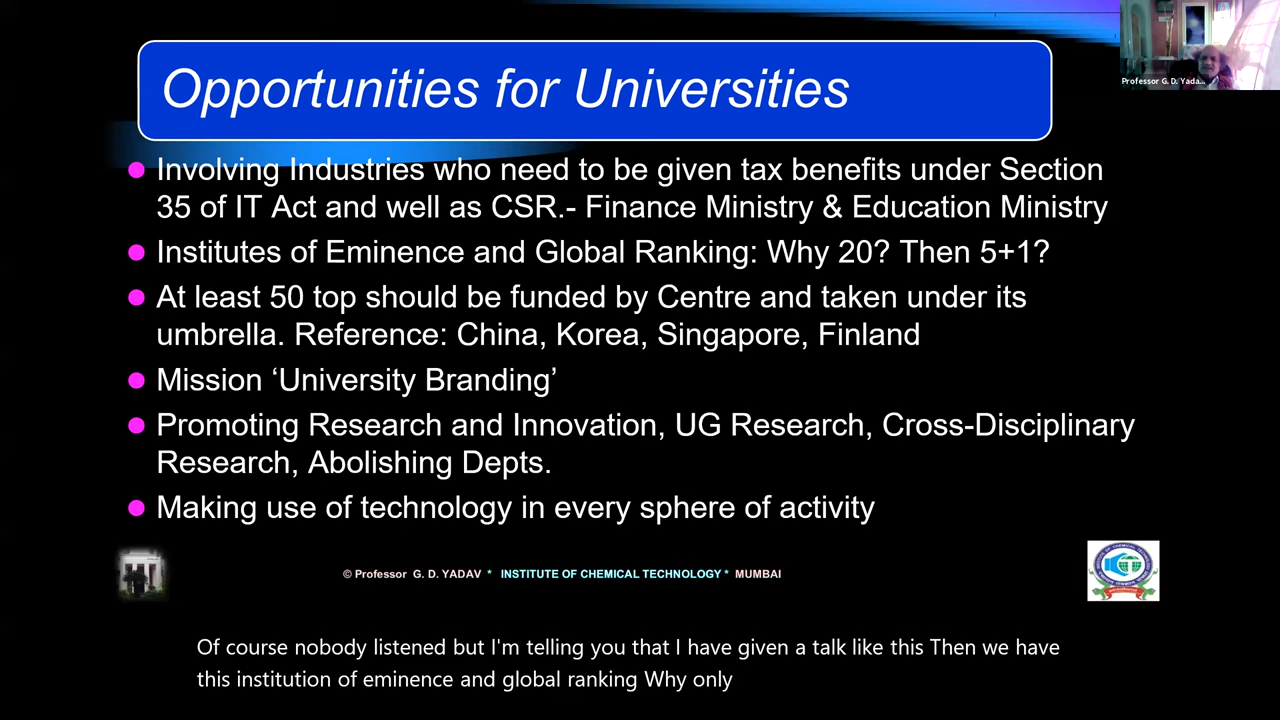 Opportunities for Universities
Professor G. D. Yada...
Involving Industries who need to be given tax benefits under Section
35 of IT Act and well as CSR.- Finance Ministry & Education Ministry
Institutes of Eminence and Global Ranking: Why 20? Then 5+1?
At least 50 top should be funded by Centre and taken under its
umbrella. Reference: China, Korea, Singapore, Finland
Mission ‘University Branding’
Promoting Research and Innovation, UG Research, Cross-Disciplinary
Research, Abolishing Depts.
Making use of technology in every sphere of activity
© Professor G. D. YADAV * INSTITUTE OF CHEMICAL TECHNOLOGY * MUMBAI
Of course nobody listened but I'm telling you that I have given a talk like this Then we have
this institution of eminence and global ranking Why only